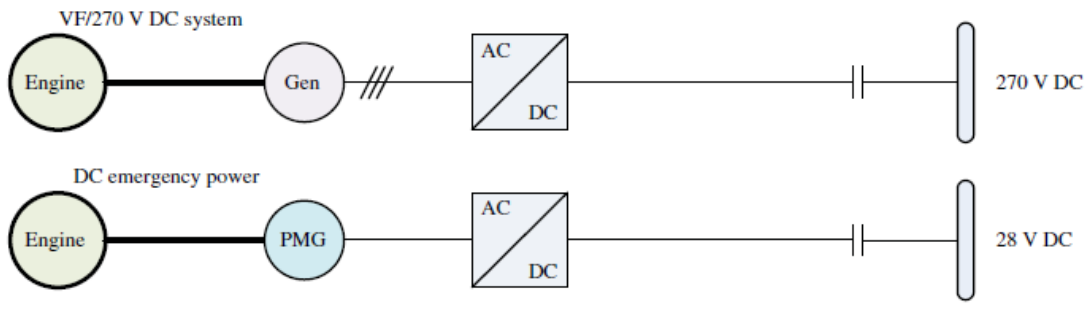 VF/270 V DC system
Engine
Gen
AC
DC
270 V DC
DC emergency power
Engine
PMG
AC
DC
28 V DC